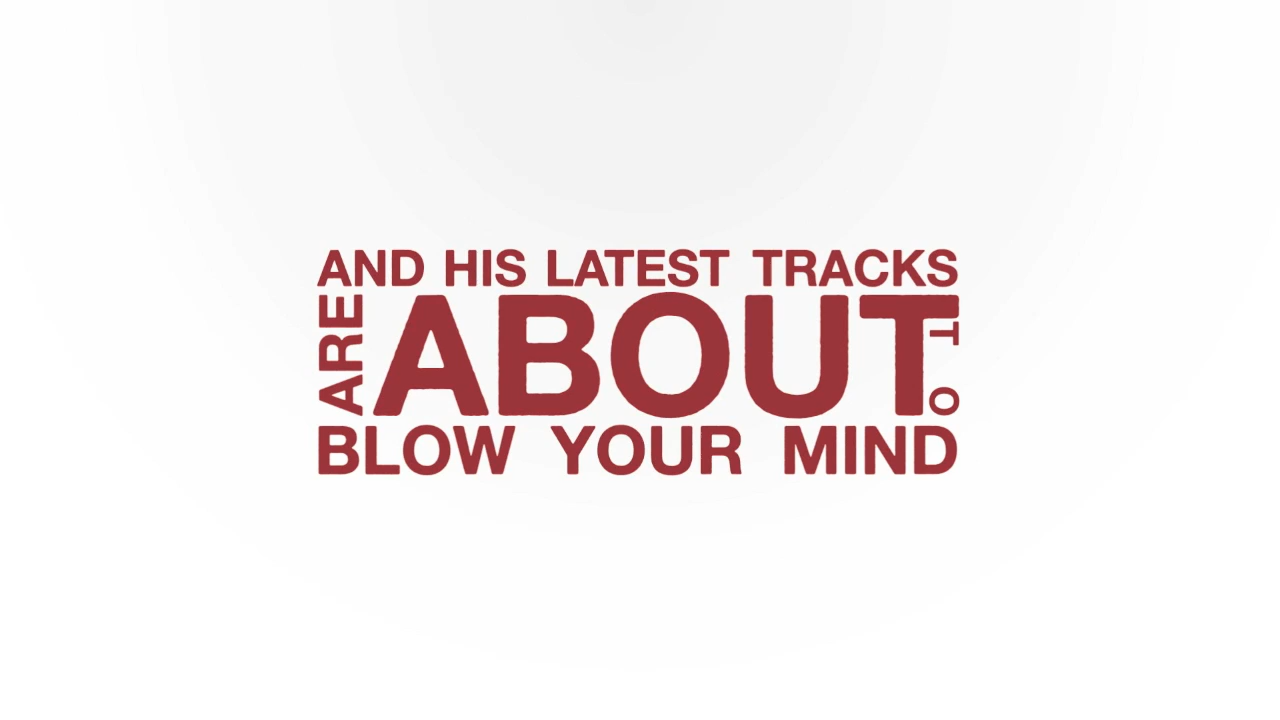 AND HIS LATEST TRACKS
ARE
ABOUT
TO
BLOW YOUR MIND